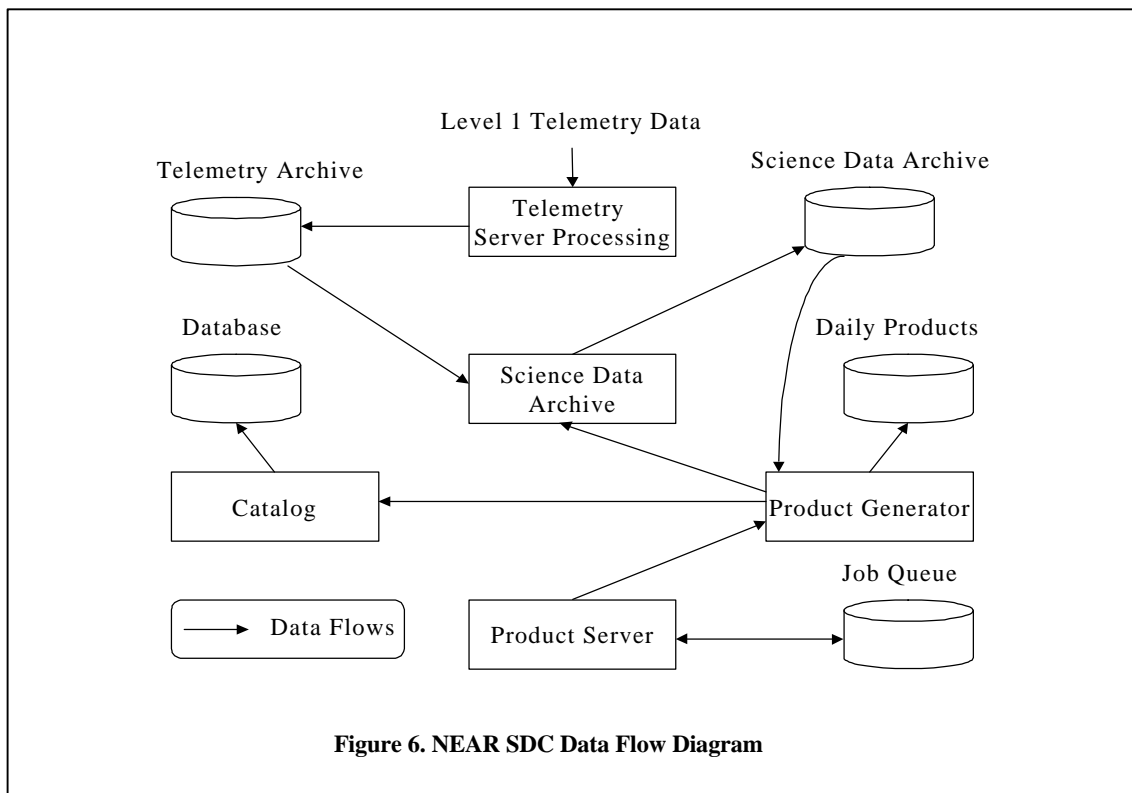 Level 1 Telemetry Data
Telemetry Archive
Science Data Archive
Telemetry
Server Processing
Database
Daily Products
Science Data
Archive
Catalog
Product Generator
Job Queue
Data Flows
Product Server
Figure 6. NEAR SDC Data Flow Diagram